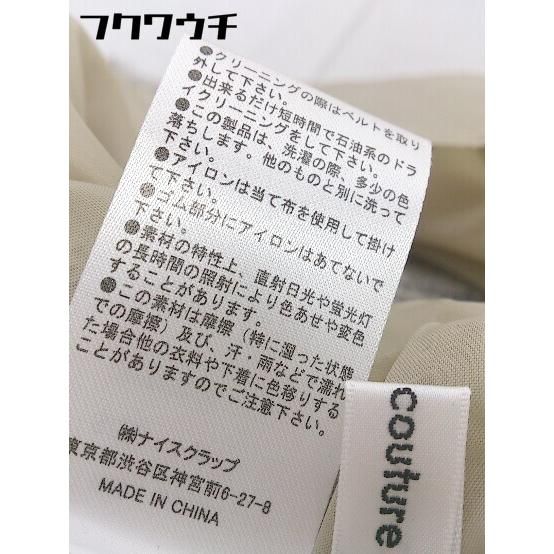 フクワウチ
●クリーニングの際はベルトを取り
外して下さい。
●出来るだけ短時間で石油系のドラ
イクリーニングをして下さい。
●この製品は、洗濯の際、多少の色
落ちします。他のものと別に洗って
下さい。
●アイロンは当て布を使用して掛け
て下さい。
●ゴム部分にアイロンはあてないで
下さい。
●素材の特性上、直射日光や蛍光灯
の長時間の照射により色あせや変色
することがあります。
●この素材は摩擦（特に湿った状態
での摩擦）及び、汗・雨などで濡れ
た場合他の衣料や下着に色移りする
ことがありますのでご注意下さい。
㈱ナイスクラップ
東京都渋谷区神宮前6-27-8
MADE IN CHINA
couture